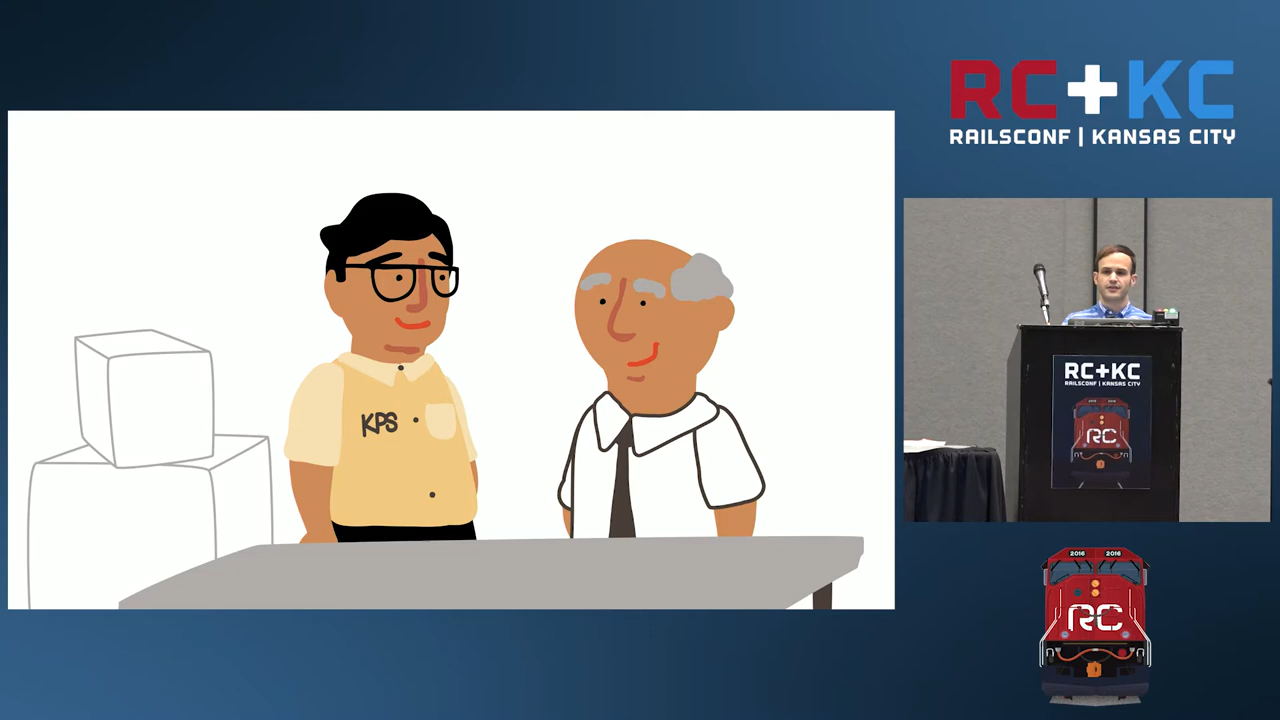 RC+KC
RAILSCONF | KANSAS CITY
KPS
RC+KC
RAILSCONF | KANSAS CITY
RC
2016 2016
RC